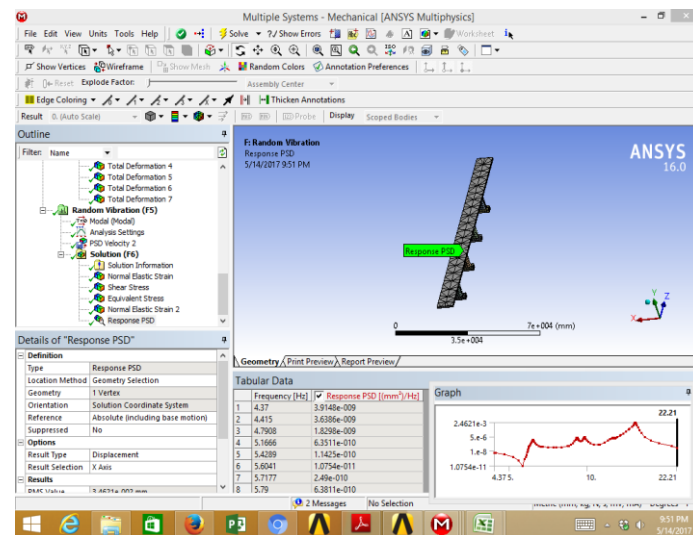 Multiple Systems - Mechanical [ANSYS Multiphysics]
File Edit View Units Tools Help Solve ?/ Show Errors Worksheet
Show Vertices Wireframe Show Mesh Random Colors Annotation Preferences
Reset Explode Factor: Assembly Center
Edge Coloring Thicken Annotations
Result 0. (Auto Scale) Probe Display Scoped Bodies
Outline
Filter: Name
Total Deformation 4
Total Deformation 5
Total Deformation 6
Total Deformation 7
Random Vibration (F5)
Modal (Modal)
Analysis Settings
PSD Velocity 2
Solution (F6)
Solution Information
Normal Elastic Strain
Shear Stress
Equivalent Stress
Normal Elastic Strain 2
Response PSD
F: Random Vibration
Response PSD
5/14/2017 9:51 PM
ANSYS
16.0
Response PSD
Y
Z
X
0 7e+004 (mm)
3.5e+004
Geometry Print Preview Report Preview
Details of "Response PSD"
Definition
Type Response PSD
Location Method Geometry Selection
Geometry 1 Vertex
Orientation Solution Coordinate System
Reference Absolute (including base motion)
Suppressed No
Options
Result Type Displacement
Result Selection X Axis
Results
Tabular Data
Frequency [Hz] Response PSD [(mm²)/Hz]
1 4.37 3.9148e-009
2 4.415 3.6386e-009
3 4.7908 1.8298e-009
4 5.1666 6.3511e-010
5 5.4289 1.1425e-010
6 5.6041 1.0754e-011
7 5.7177 2.49e-010
8 5.79 6.3811e-010
Graph
22.21
2.4621e-3
5.e-6
1.e-8
1.0754e-11
4.37 5. 10. 22.21
2 Messages No Selection
9:51 PM
5/14/2017